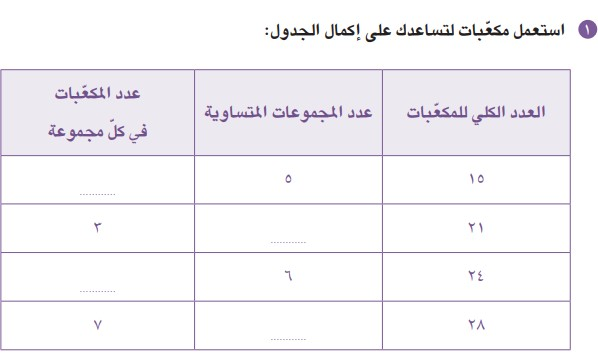 ١ استعمل مكعّبات لتساعدك على إكمال الجدول:
العدد الكلي للمكعّبات عدد المجموعات المتساوية عدد المكعّبات في كلّ مجموعة
١٥ ٥ ............
٢١ ............ ٣
٢٤ ٦ ............
٢٨ ............ ٧